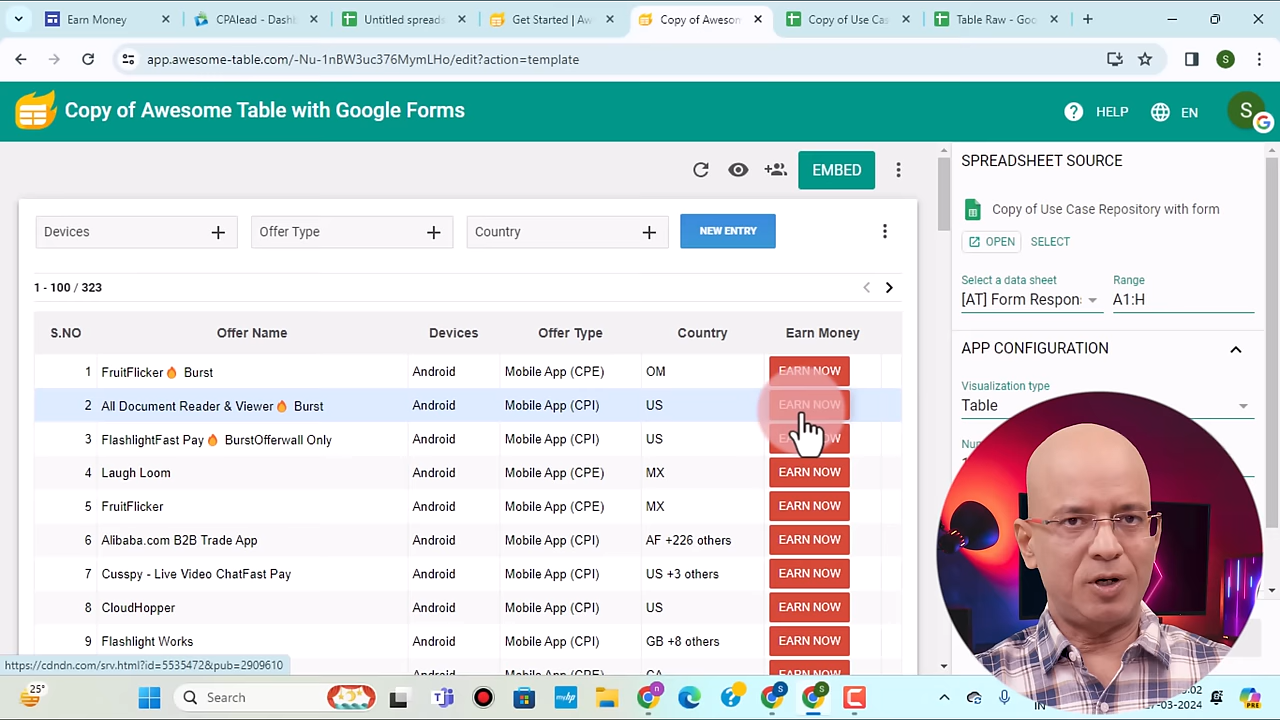 Earn Money
CPALead - Dashb
Untitled spreads
Get Started | Aw
Copy of Awesom
Copy of Use Cas
Table Raw - Goo
app.awesome-table.com/-Nu-1nBW3uc376MymLHo/edit?action=template
S
Copy of Awesome Table with Google Forms
HELP
EN
S
EMBED
Devices
Offer Type
Country
NEW ENTRY
1 - 100 / 323
S.NO Offer Name Devices Offer Type Country Earn Money
1 FruitFlicker🔥 Burst Android Mobile App (CPE) OM EARN NOW
2 All Document Reader & Viewer🔥 Burst Android Mobile App (CPI) US EARN NOW
3 FlashlightFast Pay🔥 BurstOfferwall Only Android Mobile App (CPI) US
4 Laugh Loom Android Mobile App (CPE) MX EARN NOW
5 FruitFlicker Android Mobile App (CPE) MX EARN NOW
6 Alibaba.com B2B Trade App Android Mobile App (CPI) AF +226 others EARN NOW
7 Cusspy - Live Video ChatFast Pay Android Mobile App (CPI) US +3 others EARN NOW
8 CloudHopper Android Mobile App (CPI) US EARN NOW
9 Flashlight Works Android Mobile App (CPI) GB +8 others EARN NOW
SPREADSHEET SOURCE
Copy of Use Case Repository with form
OPEN
SELECT
Select a data sheet
[AT] Form Respon
Range
A1:H
APP CONFIGURATION
Visualization type
Table
https://cdndn.com/srv.html?id=5535472&pub=2909610
25°
Search
-03-2024